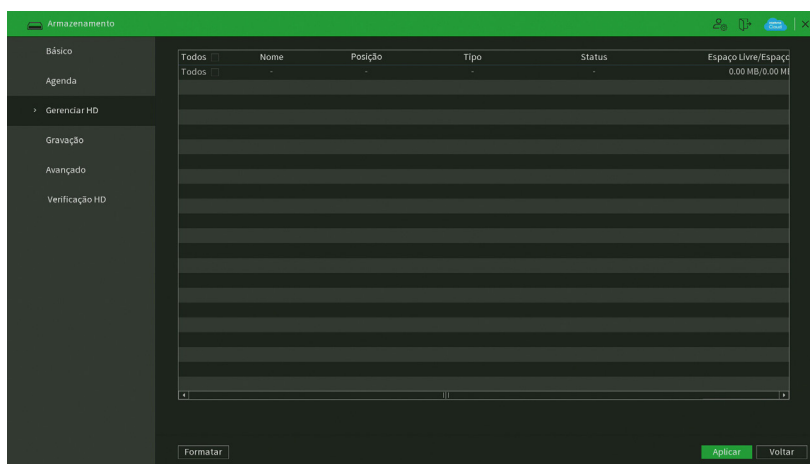 Armazenamento
Básico
Agenda
Gerenciar HD
Gravação
Avançado
Verificação HD
Todos Nome Posição Tipo Status Espaço Livre/Espaço
Todos - - - - 0.00 MB/0.00 MB
Formatar Aplicar Voltar